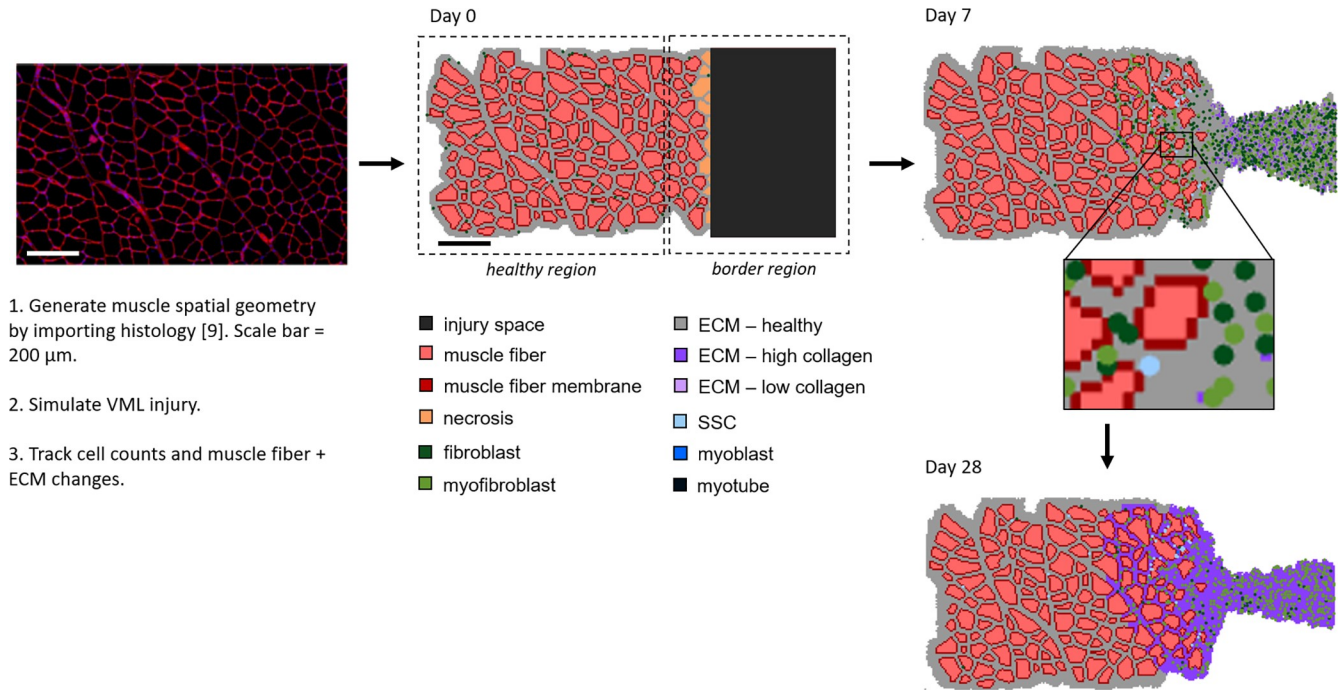 Day 0
Day 7
healthy region
border region
1. Generate muscle spatial geometry
by importing histology [9]. Scale bar =
200 µm.
2. Simulate VML injury.
3. Track cell counts and muscle fiber +
ECM changes.
injury space
muscle fiber
muscle fiber membrane
necrosis
fibroblast
myofibroblast
ECM – healthy
ECM – high collagen
ECM – low collagen
SSC
myoblast
myotube
Day 28